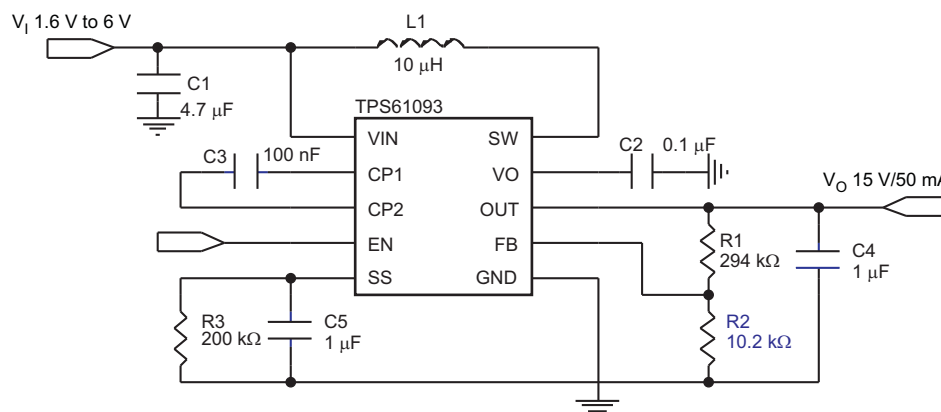 V_I 1.6 V to 6 V
L1
10 μH
C1
4.7 μF
TPS61093
VIN
SW
C3
100 nF
CP1
VO
C2
0.1 μF
CP2
OUT
V_O 15 V/50 mA
EN
FB
R1
294 kΩ
C4
1 μF
SS
GND
R3
200 kΩ
C5
1 μF
R2
10.2 kΩ